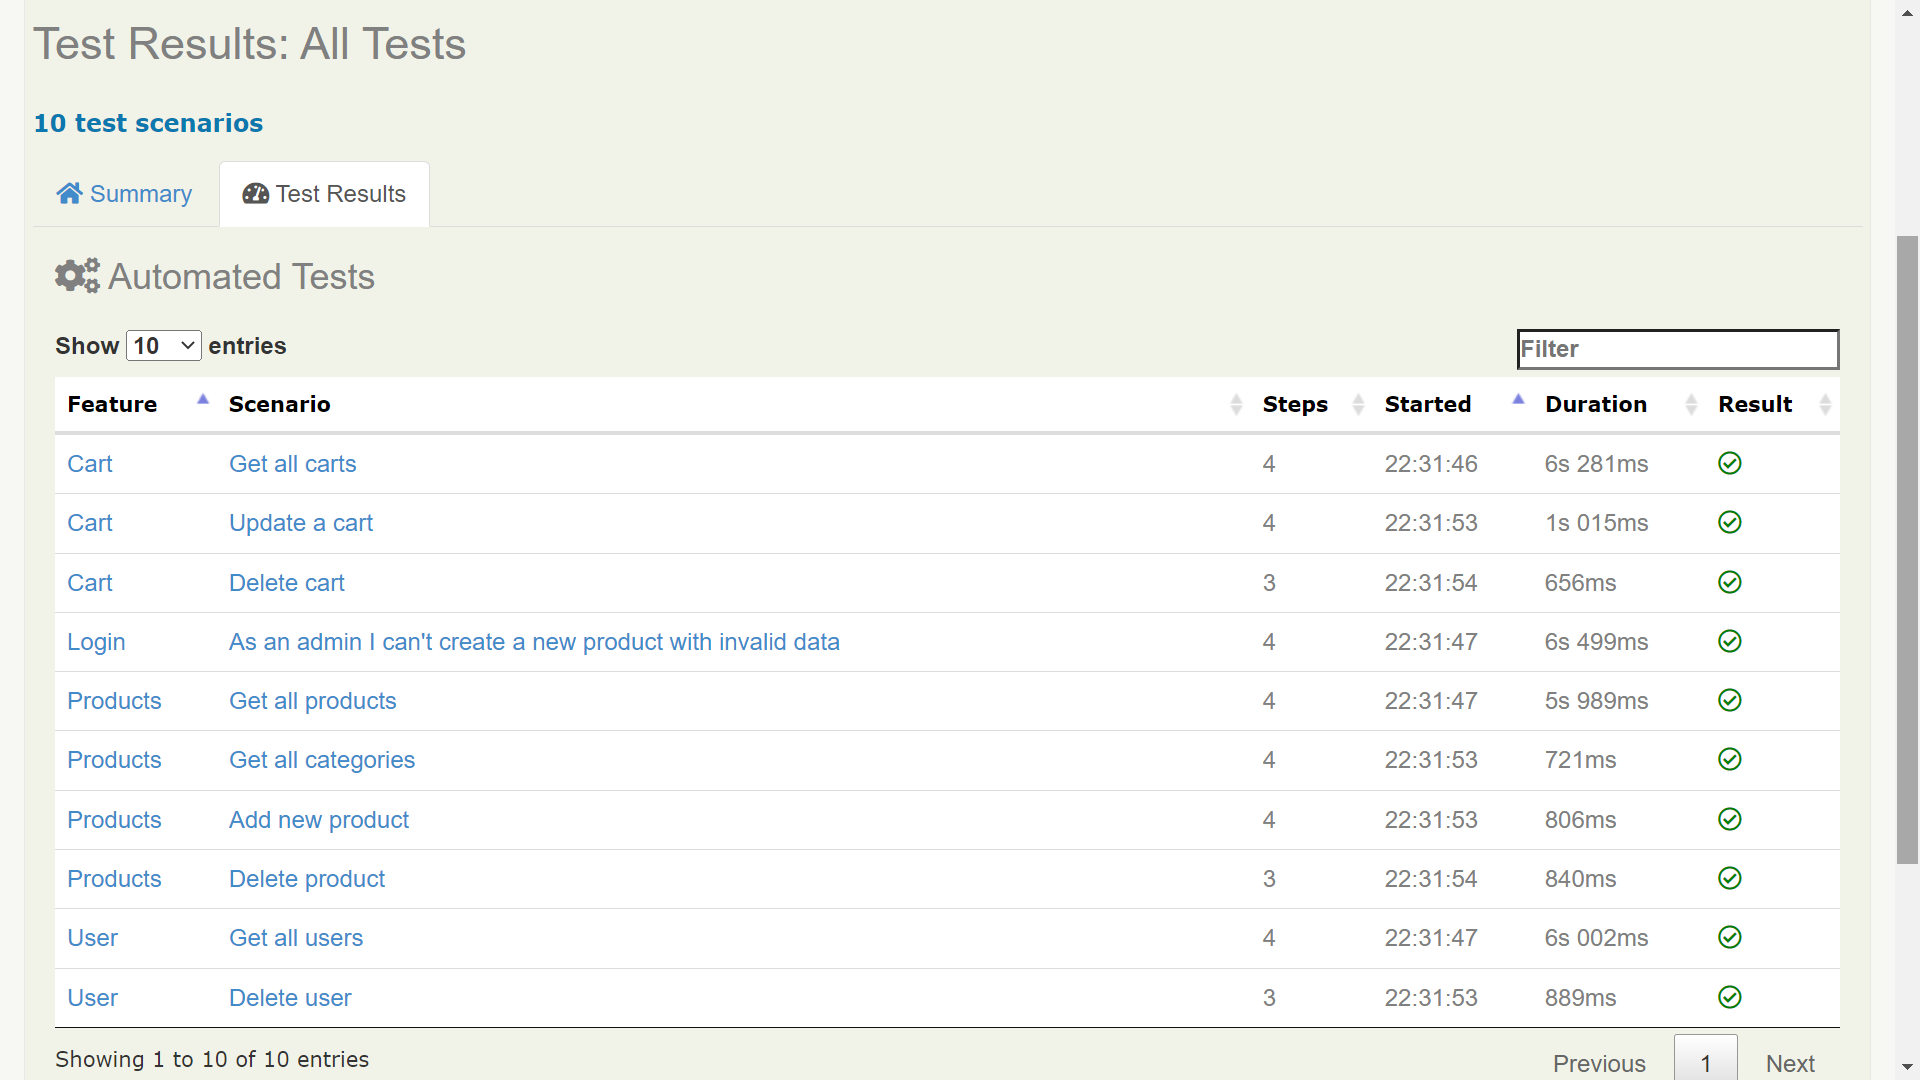 Test Results: All Tests
10 test scenarios
Summary Test Results
Automated Tests
Show 10 entries Filter
Feature Scenario Steps Started Duration Result
Cart Get all carts 4 22:31:46 6s 281ms
Cart Update a cart 4 22:31:53 1s 015ms
Cart Delete cart 3 22:31:54 656ms
Login As an admin I can't create a new product with invalid data 4 22:31:47 6s 499ms
Products Get all products 4 22:31:47 5s 989ms
Products Get all categories 4 22:31:53 721ms
Products Add new product 4 22:31:53 806ms
Products Delete product 3 22:31:54 840ms
User Get all users 4 22:31:47 6s 002ms
User Delete user 3 22:31:53 889ms
Showing 1 to 10 of 10 entries Previous 1 Next